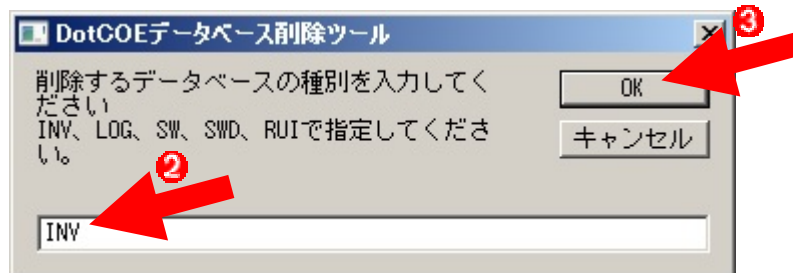 DotCOEデータベース削除ツール
3
削除するデータベースの種別を入力してく
ださい
OK
INV、LOG、SW、SWD、RUIで指定してくださ
い。
キャンセル
2
INV